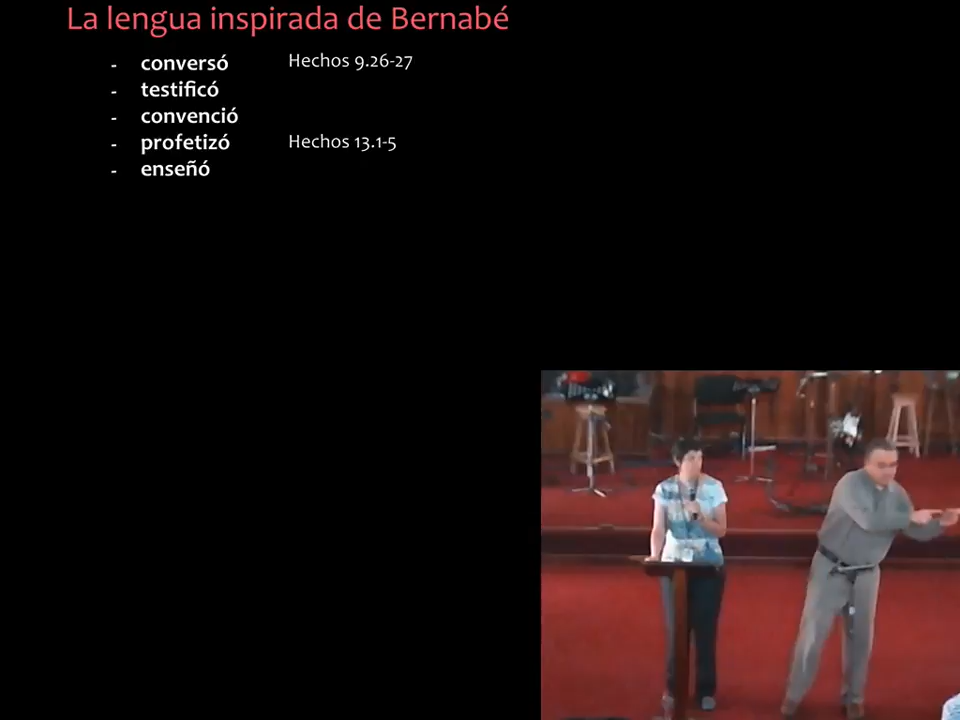 La lengua inspirada de Bernabé
- conversó Hechos 9.26-27
- testificó
- convenció
- profetizó Hechos 13.1-5
- enseñó